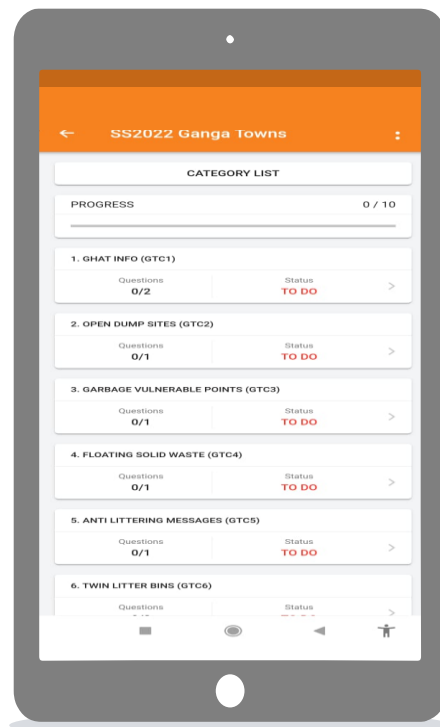 SS2022 Ganga Towns
CATEGORY LIST
PROGRESS 0 / 10
1. GHAT INFO (GTC1)
Questions Status
0/2 TO DO
2. OPEN DUMP SITES (GTC2)
Questions Status
0/1 TO DO
3. GARBAGE VULNERABLE POINTS (GTC3)
Questions Status
0/1 TO DO
4. FLOATING SOLID WASTE (GTC4)
Questions Status
0/1 TO DO
5. ANTI LITTERING MESSAGES (GTC5)
Questions Status
0/1 TO DO
6. TWIN LITTER BINS (GTC6)
Questions Status